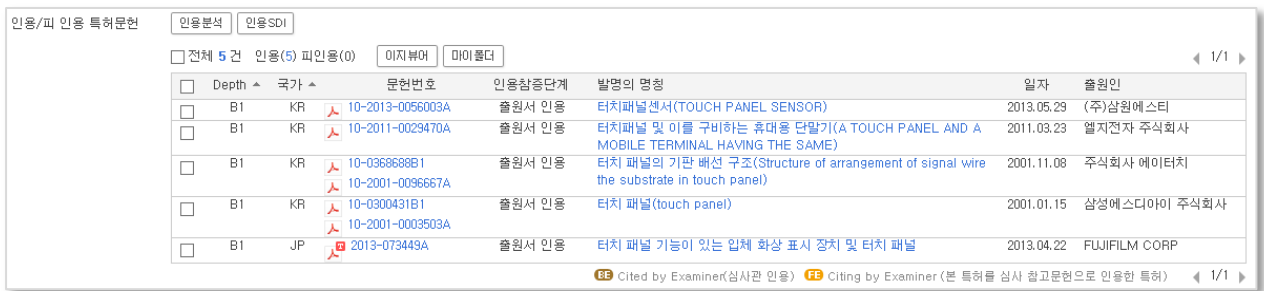 인용/피 인용 특허문헌 인용분석 인용SDI
전체 5 건 인용(5) 피인용(0) 이지뷰어 마이폴더 1/1
Depth 국가 문헌번호 인용참증단계 발명의 명칭 일자 출원인
B1 KR 10-2013-0056003A 출원서 인용 터치패널센서(TOUCH PANEL SENSOR) 2013.05.29 (주)삼원에스티
B1 KR 10-2011-0029470A 출원서 인용 터치패널 및 이를 구비하는 휴대용 단말기(A TOUCH PANEL AND A 2011.03.23 엘지전자 주식회사
MOBILE TERMINAL HAVING THE SAME)
B1 KR 10-0368688B1 출원서 인용 터치 패널의 기판 배선 구조(Structure of arrangement of signal wire 2001.11.08 주식회사 에이터치
10-2001-0096667A the substrate in touch panel)
B1 KR 10-0300431B1 출원서 인용 터치 패널(touch panel) 2001.01.15 삼성에스디아이 주식회사
10-2001-0003503A
B1 JP 2013-073449A 출원서 인용 터치 패널 기능이 있는 입체 화상 표시 장치 및 터치 패널 2013.04.22 FUJIFILM CORP
BE Cited by Examiner(심사관 인용) FE Citing by Examiner (본 특허를 심사 참고문헌으로 인용한 특허) 1/1